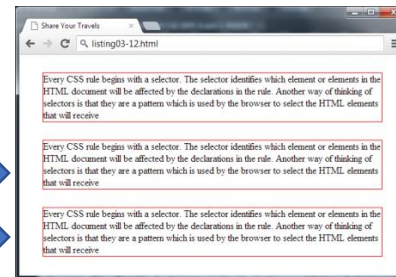 Share Your Travels
listing03-12.html
Every CSS rule begins with a selector. The selector identifies which element or elements in the
HTML document will be affected by the declarations in the rule. Another way of thinking of
selectors is that they are a pattern which is used by the browser to select the HTML elements
that will receive
Every CSS rule begins with a selector. The selector identifies which element or elements in the
HTML document will be affected by the declarations in the rule. Another way of thinking of
selectors is that they are a pattern which is used by the browser to select the HTML elements
that will receive
Every CSS rule begins with a selector. The selector identifies which element or elements in the
HTML document will be affected by the declarations in the rule. Another way of thinking of
selectors is that they are a pattern which is used by the browser to select the HTML elements
that will receive